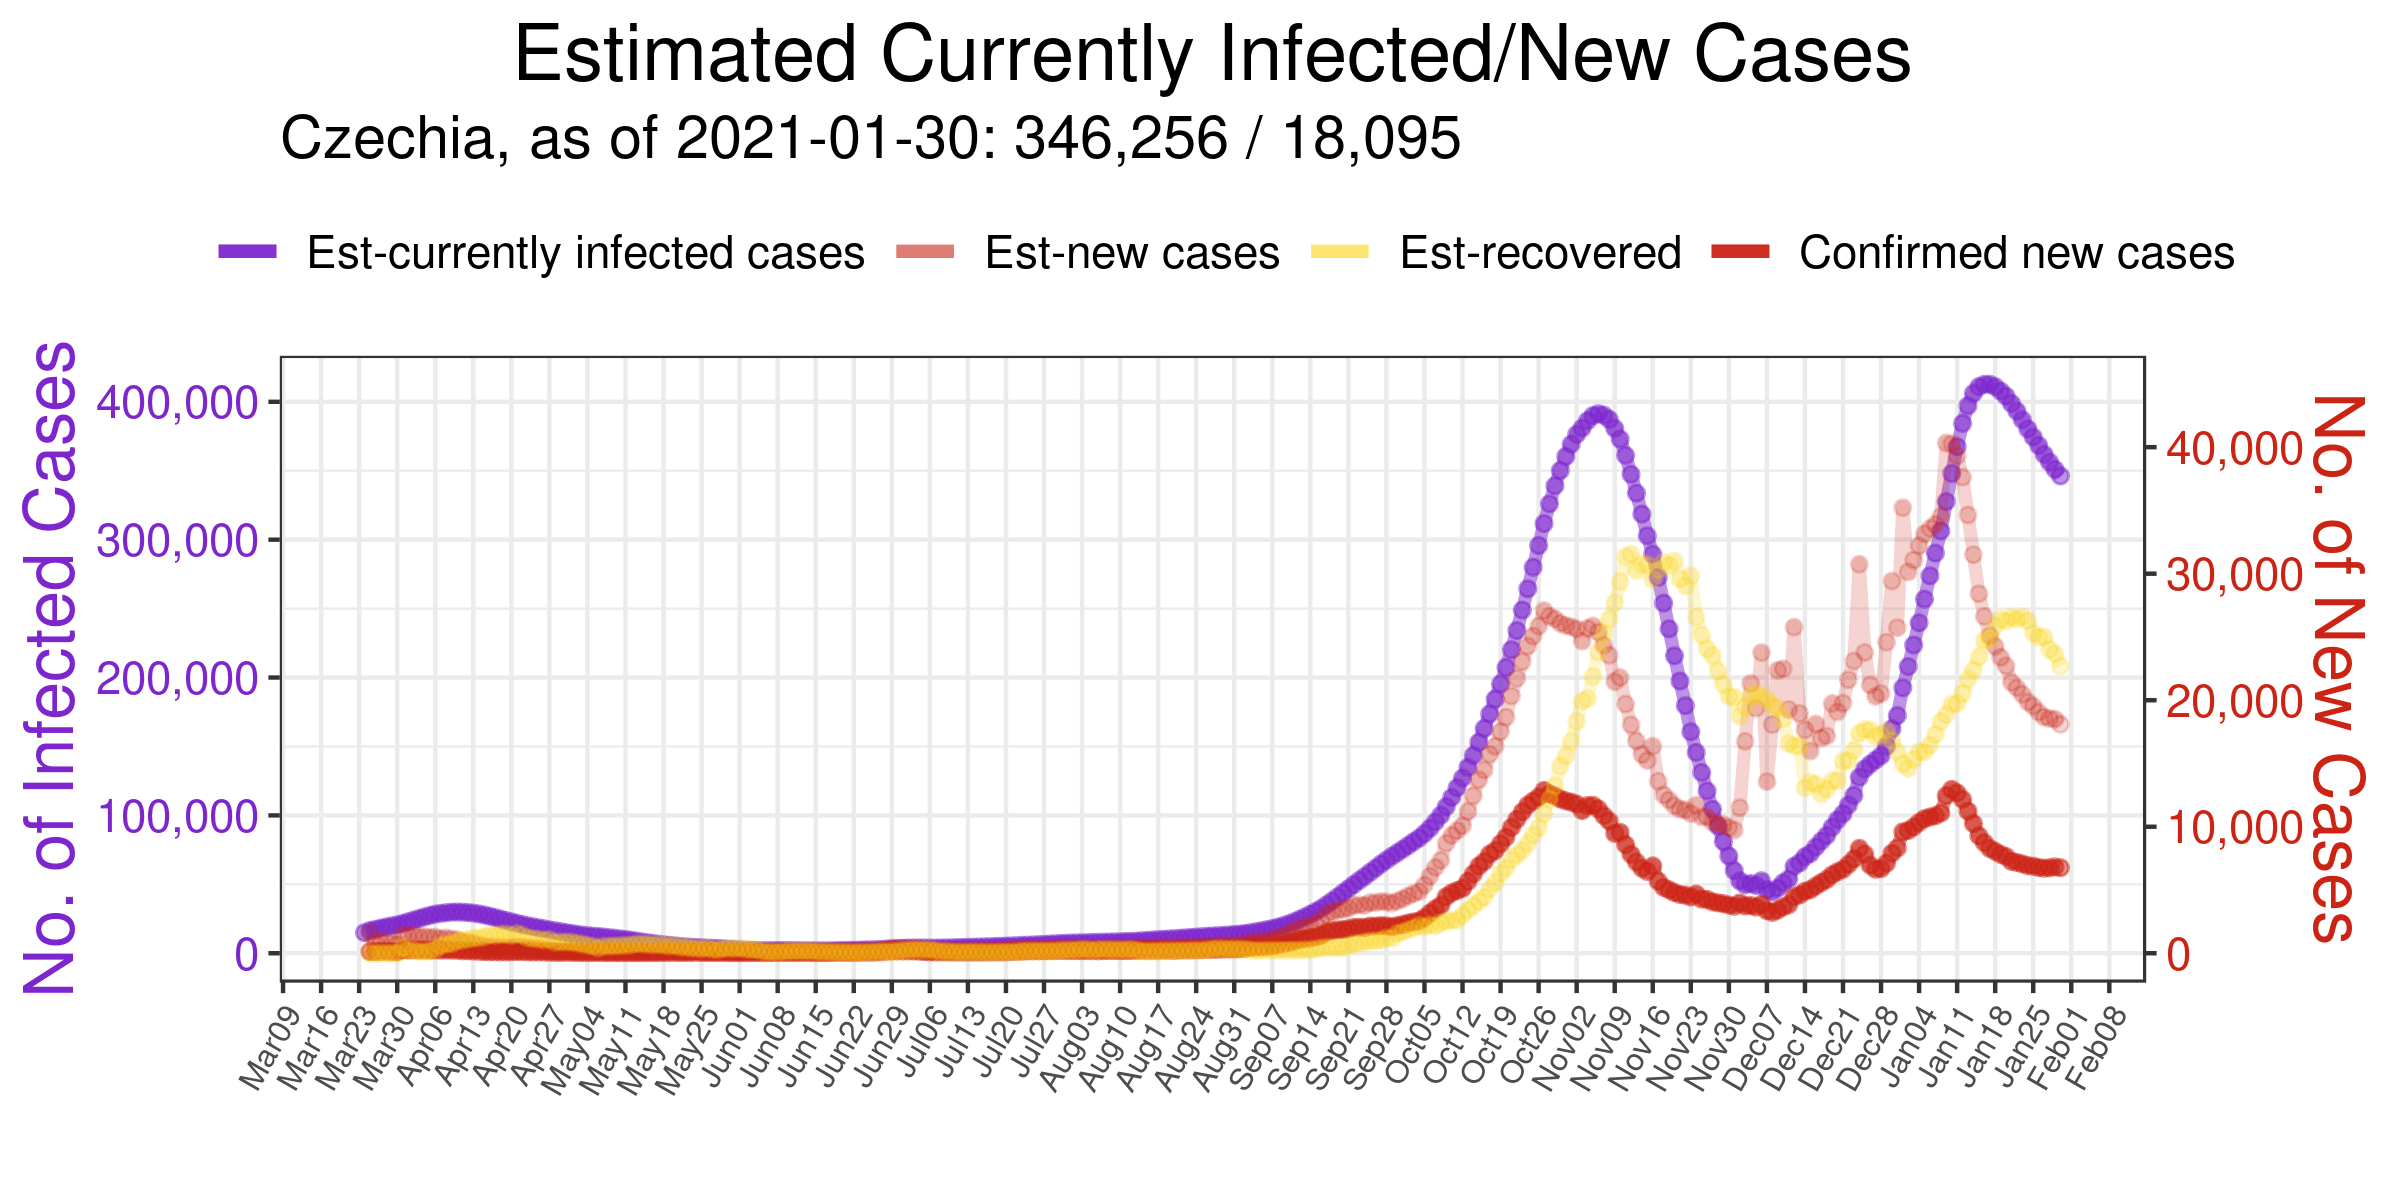 Estimated Currently Infected/New Cases
Czechia, as of 2021-01-30: 346,256 / 18,095
Est-currently infected cases Est-new cases Est-recovered Confirmed new cases
No. of Infected Cases
400,000
300,000
200,000
100,000
0
40,000
30,000
20,000
10,000
0
No. of New Cases
Mar09 Mar16 Mar23 Mar30 Apr06 Apr13 Apr20 Apr27 May04 May11 May18 May25 Jun01 Jun08 Jun15 Jun22 Jun29 Jul06 Jul13 Jul20 Jul27 Aug03 Aug10 Aug17 Aug24 Aug31 Sep07 Sep14 Sep21 Sep28 Oct05 Oct12 Oct19 Oct26 Nov02 Nov09 Nov16 Nov23 Nov30 Dec07 Dec14 Dec21 Dec28 Jan04 Jan11 Jan18 Jan25 Feb01 Feb08